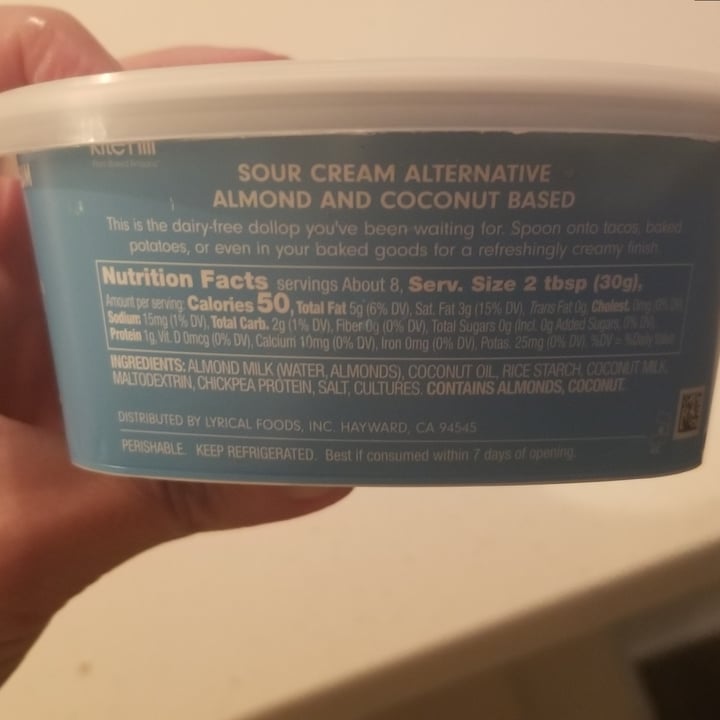 SOUR CREAM ALTERNATIVE
ALMOND AND COCONUT BASED
This is the dairy-free dollop you've been waiting for. Spoon onto tacos, baked
potatoes, or even in your baked goods for a refreshingly creamy finish.
Nutrition Facts servings About 8, Serv. Size 2 tbsp (30g),
Amount per serving: Calories 50, Total Fat 5g (6% DV), Sat. Fat 3g (15% DV), Trans Fat 0g, Cholest. 0mg (0% DV),
Sodium 15mg (1% DV), Total Carb. 2g (1% DV), Fiber 0g (0% DV), Total Sugars 0g (Incl. 0g Added Sugars, 0% DV),
Protein 1g, Vit. D 0mcg (0% DV), Calcium 10mg (0% DV), Iron 0mg (0% DV), Potas. 25mg (0% DV), %DV = %Daily Value
INGREDIENTS: ALMOND MILK (WATER, ALMONDS), COCONUT OIL, RICE STARCH, COCONUT MILK,
MALTODEXTRIN, CHICKPEA PROTEIN, SALT, CULTURES. CONTAINS ALMONDS, COCONUT.
DISTRIBUTED BY LYRICAL FOODS, INC. HAYWARD, CA 94545
PERISHABLE. KEEP REFRIGERATED. Best if consumed within 7 days of opening.